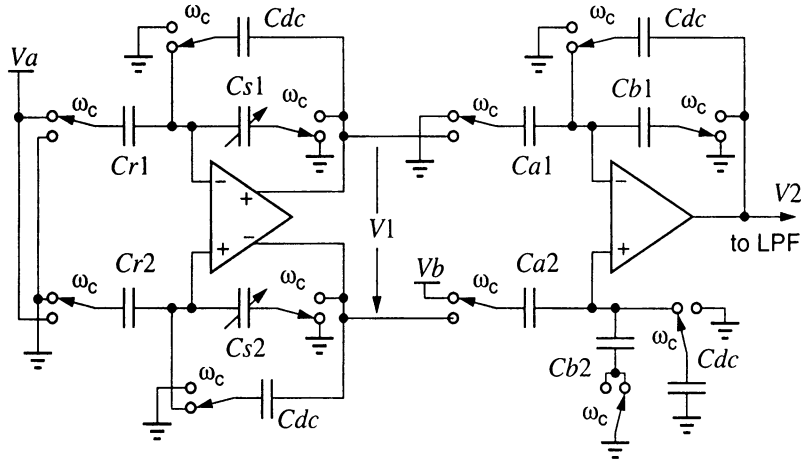 ωc Cdc ωc Cdc
Va
ωc Cs1 ωc ωc Cb1 ωc
Cr1 Ca1
− +
−
V2
V1
to LPF
+ −
+
ωc Cr2 ωc Vb ωc Ca2
Cs2
ωc Cdc
Cb2 ωc Cdc
ωc